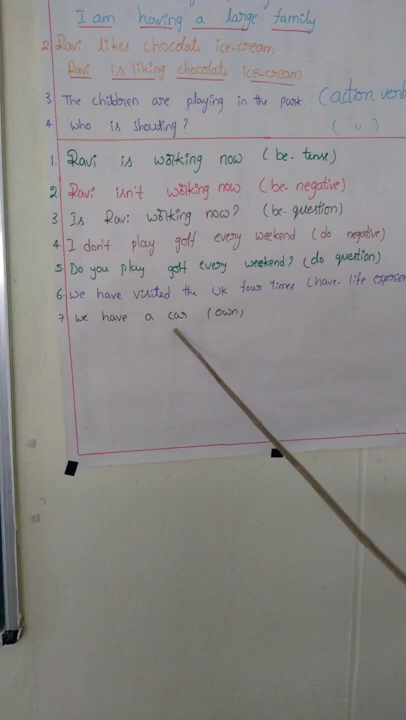 I am having a large family
2. Ravi likes chocolate ice-cream
Ravi is liking chocolate ice-cream
3. The children are playing in the park. (action verb
4. Who is shouting? ( ,, )
1. Ravi is working now (be- tense)
2. Ravi isn't working now (be- negative)
3. Is Ravi working now? (be- question)
4. I don't play golf every weekend (do negative)
5. Do you play golf every weekend? (do question)
6. We have visited the UK four times (have- life experien
7. We have a car (own)